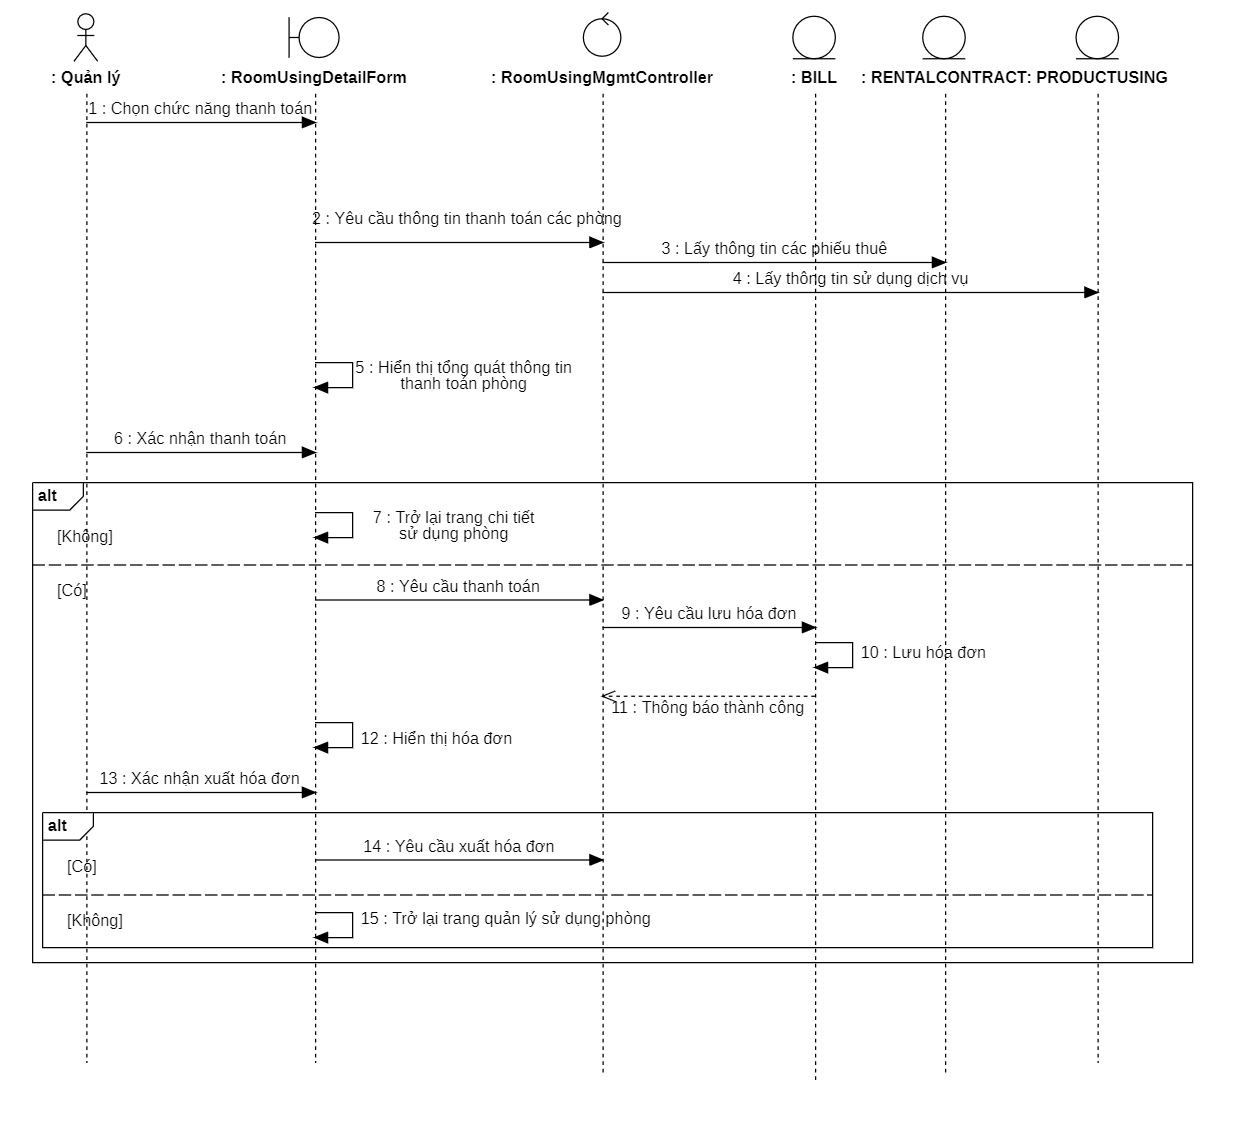 : Quản lý
: RoomUsingDetailForm
: RoomUsingMgmtController
: BILL
: RENTALCONTRACT
: PRODUCTUSING
1 : Chọn chức năng thanh toán
2 : Yêu cầu thông tin thanh toán các phòng
3 : Lấy thông tin các phiếu thuê
4 : Lấy thông tin sử dụng dịch vụ
5 : Hiển thị tổng quát thông tin
thanh toán phòng
6 : Xác nhận thanh toán
alt
7 : Trở lại trang chi tiết
sử dụng phòng
[Không]
[Có]
8 : Yêu cầu thanh toán
9 : Yêu cầu lưu hóa đơn
10 : Lưu hóa đơn
11 : Thông báo thành công
12 : Hiển thị hóa đơn
13 : Xác nhận xuất hóa đơn
alt
14 : Yêu cầu xuất hóa đơn
[Có]
[Không]
15 : Trở lại trang quản lý sử dụng phòng